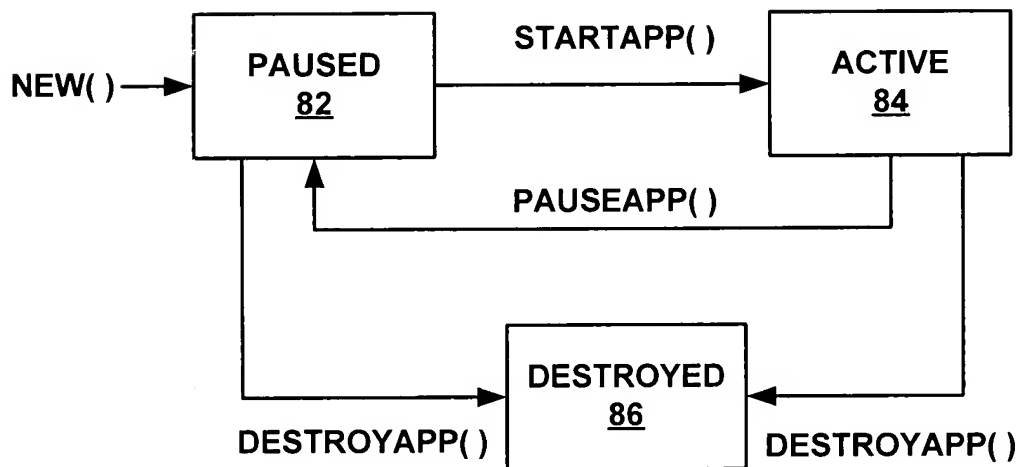 STARTAPP( )
PAUSED
82
ACTIVE
84
NEW( )
PAUSEAPP( )
DESTROYED
86
DESTROYAPP( )
DESTROYAPP( )